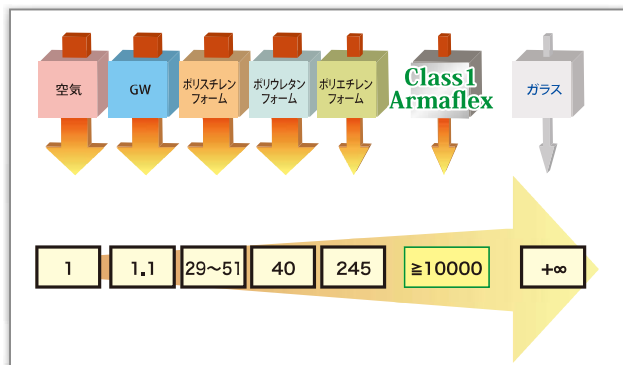 空気
GW
ポリスチレン
フォーム
ポリウレタン
フォーム
ポリエチレン
フォーム
Class1
Armaflex
ガラス
1
1.1
29〜51
40
245
≧10000
+∞